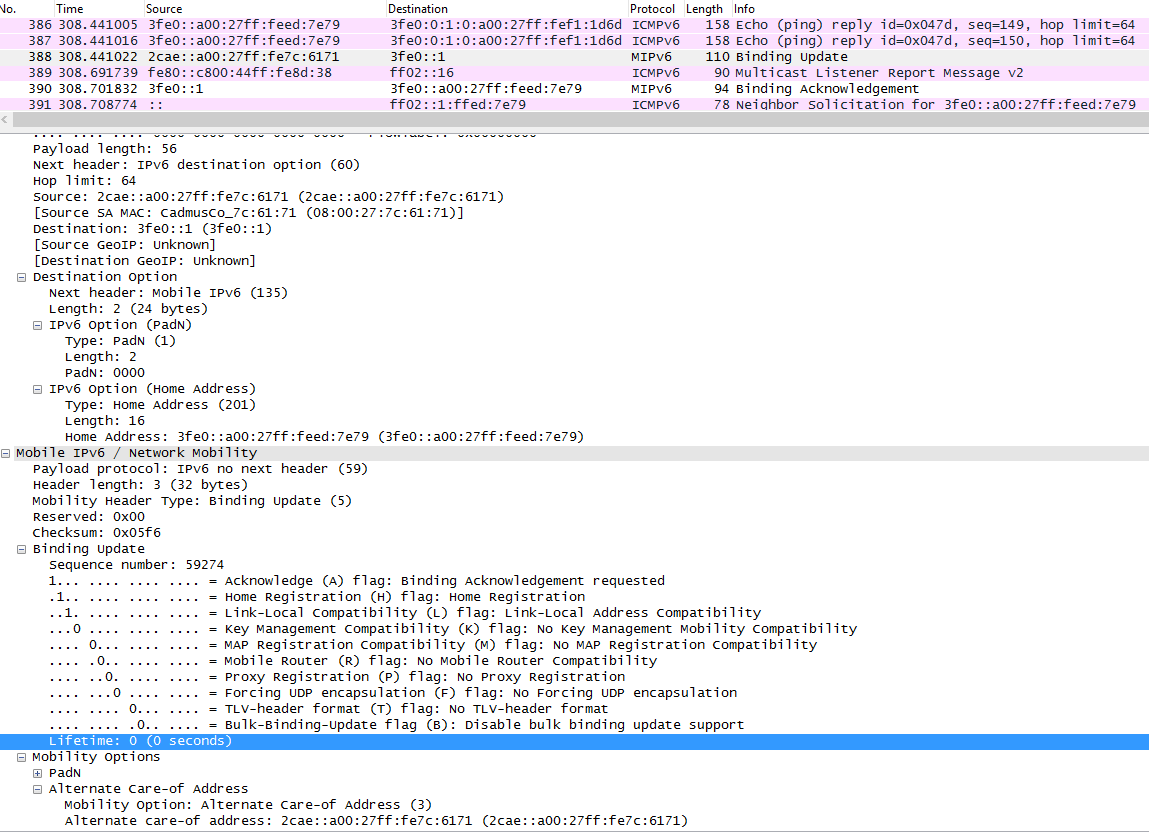 No. Time Source Destination Protocol Length Info
386 308.441005 3fe0::a00:27ff:feed:7e79 3fe0:0:1:0:a00:27ff:fef1:1d6d ICMPv6 158 Echo (ping) reply id=0x047d, seq=149, hop limit=64
387 308.441016 3fe0::a00:27ff:feed:7e79 3fe0:0:1:0:a00:27ff:fef1:1d6d ICMPv6 158 Echo (ping) reply id=0x047d, seq=150, hop limit=64
388 308.441022 2cae::a00:27ff:fe7c:6171 3fe0::1 MIPv6 110 Binding Update
389 308.691739 fe80::c800:44ff:fe8d:38 ff02::16 ICMPv6 90 Multicast Listener Report Message v2
390 308.701832 3fe0::1 3fe0::a00:27ff:feed:7e79 MIPv6 94 Binding Acknowledgement
391 308.708774 :: ff02::1:ffed:7e79 ICMPv6 78 Neighbor Solicitation for 3fe0::a00:27ff:feed:7e79
Payload length: 56
Next header: IPv6 destination option (60)
Hop limit: 64
Source: 2cae::a00:27ff:fe7c:6171 (2cae::a00:27ff:fe7c:6171)
[Source SA MAC: CadmusCo_7c:61:71 (08:00:27:7c:61:71)]
Destination: 3fe0::1 (3fe0::1)
[Source GeoIP: Unknown]
[Destination GeoIP: Unknown]
Destination Option
Next header: Mobile IPv6 (135)
Length: 2 (24 bytes)
IPv6 Option (PadN)
Type: PadN (1)
Length: 2
PadN: 0000
IPv6 Option (Home Address)
Type: Home Address (201)
Length: 16
Home Address: 3fe0::a00:27ff:feed:7e79 (3fe0::a00:27ff:feed:7e79)
Mobile IPv6 / Network Mobility
Payload protocol: IPv6 no next header (59)
Header length: 3 (32 bytes)
Mobility Header Type: Binding Update (5)
Reserved: 0x00
Checksum: 0x05f6
Binding Update
Sequence number: 59274
1... .... .... .... = Acknowledge (A) flag: Binding Acknowledgement requested
.1.. .... .... .... = Home Registration (H) flag: Home Registration
..1. .... .... .... = Link-Local Compatibility (L) flag: Link-Local Address Compatibility
...0 .... .... .... = Key Management Compatibility (K) flag: No Key Management Mobility Compatibility
.... 0... .... .... = MAP Registration Compatibility (M) flag: No MAP Registration Compatibility
.... .0.. .... .... = Mobile Router (R) flag: No Mobile Router Compatibility
.... ..0. .... .... = Proxy Registration (P) flag: No Proxy Registration
.... ...0 .... .... = Forcing UDP encapsulation (F) flag: No Forcing UDP encapsulation
.... .... 0... .... = TLV-header format (T) flag: No TLV-header format
.... .... .0.. .... = Bulk-Binding-Update flag (B): Disable bulk binding update support
Lifetime: 0 (0 seconds)
Mobility Options
PadN
Alternate Care-of Address
Mobility Option: Alternate Care-of Address (3)
Alternate care-of address: 2cae::a00:27ff:fe7c:6171 (2cae::a00:27ff:fe7c:6171)